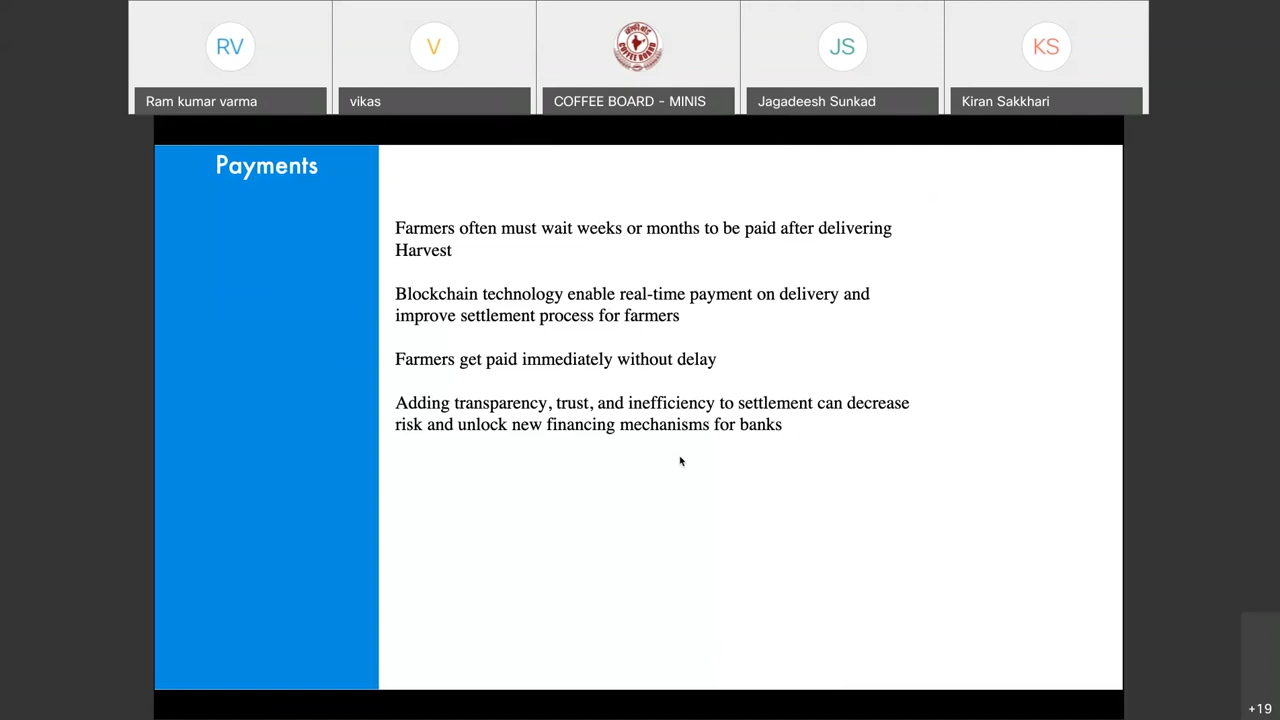 RV
V
JS
KS
Ram kumar varma
vikas
COFFEE BOARD - MINIS
Jagadeesh Sunkad
Kiran Sakkhari
Payments
Farmers often must wait weeks or months to be paid after delivering
Harvest
Blockchain technology enable real-time payment on delivery and
improve settlement process for farmers
Farmers get paid immediately without delay
Adding transparency, trust, and inefficiency to settlement can decrease
risk and unlock new financing mechanisms for banks
+19